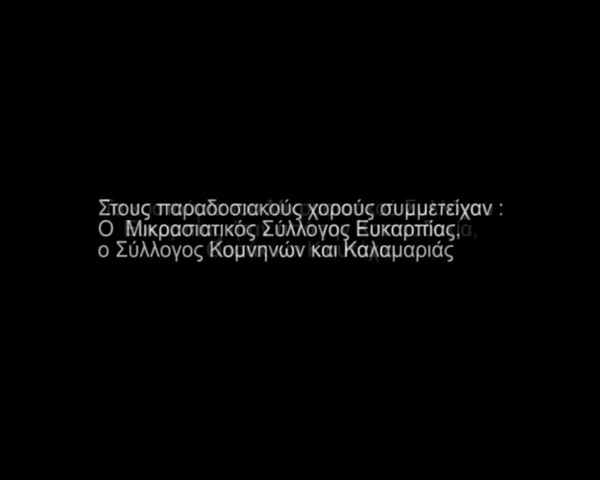 Στους παραδοσιακούς χορούς συμμετείχαν :
Ο Μικρασιατικός Σύλλογος Ευκαρπίας,
ο Σύλλογος Κομνηνών και Καλαμαριάς